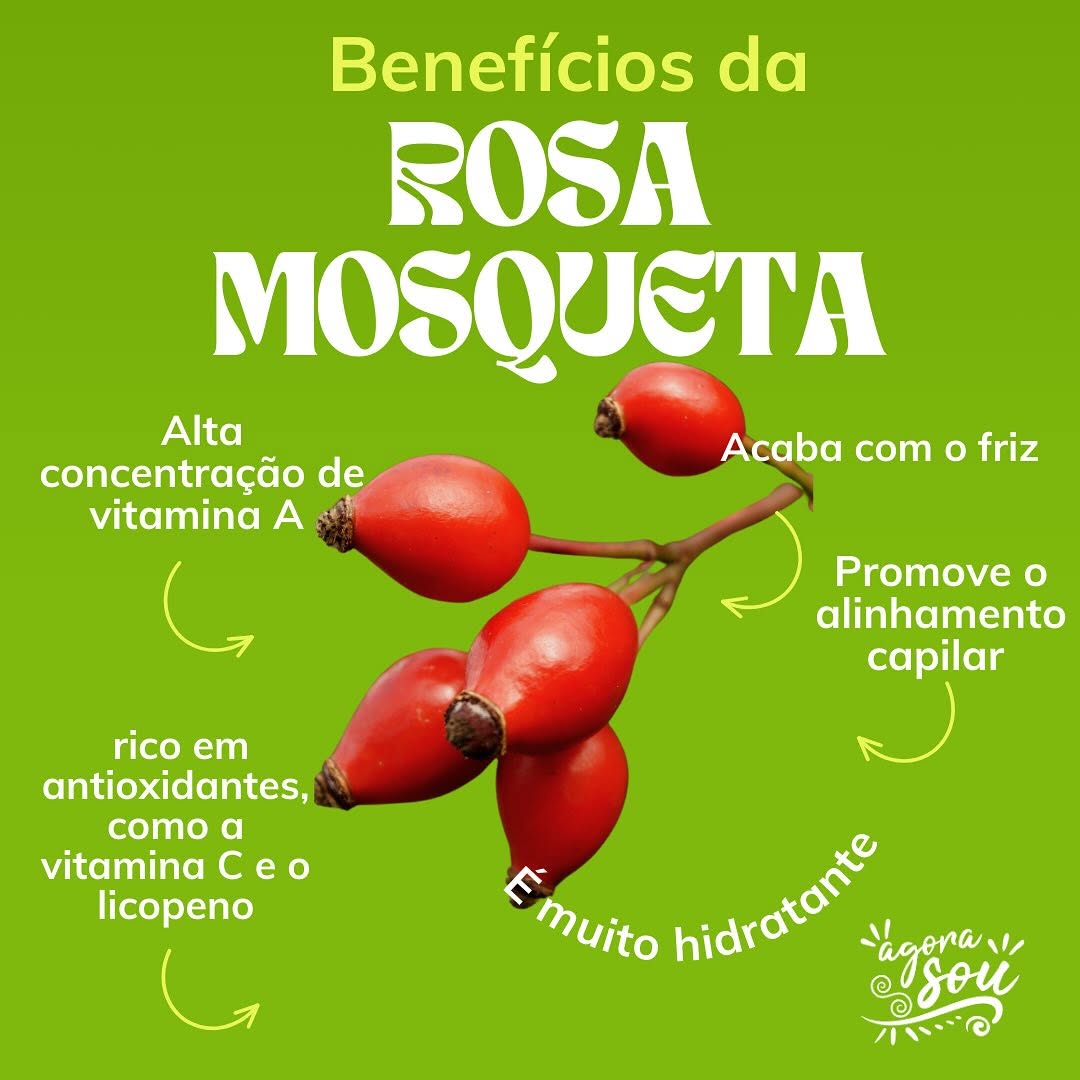 Benefícios da
ROSA
MOSQUETA
Alta
concentração de
vitamina A
Acaba com o friz
Promove o
alinhamento
capilar
rico em
antioxidantes,
como a
vitamina C e o
licopeno
É muito hidratante
agora
sou